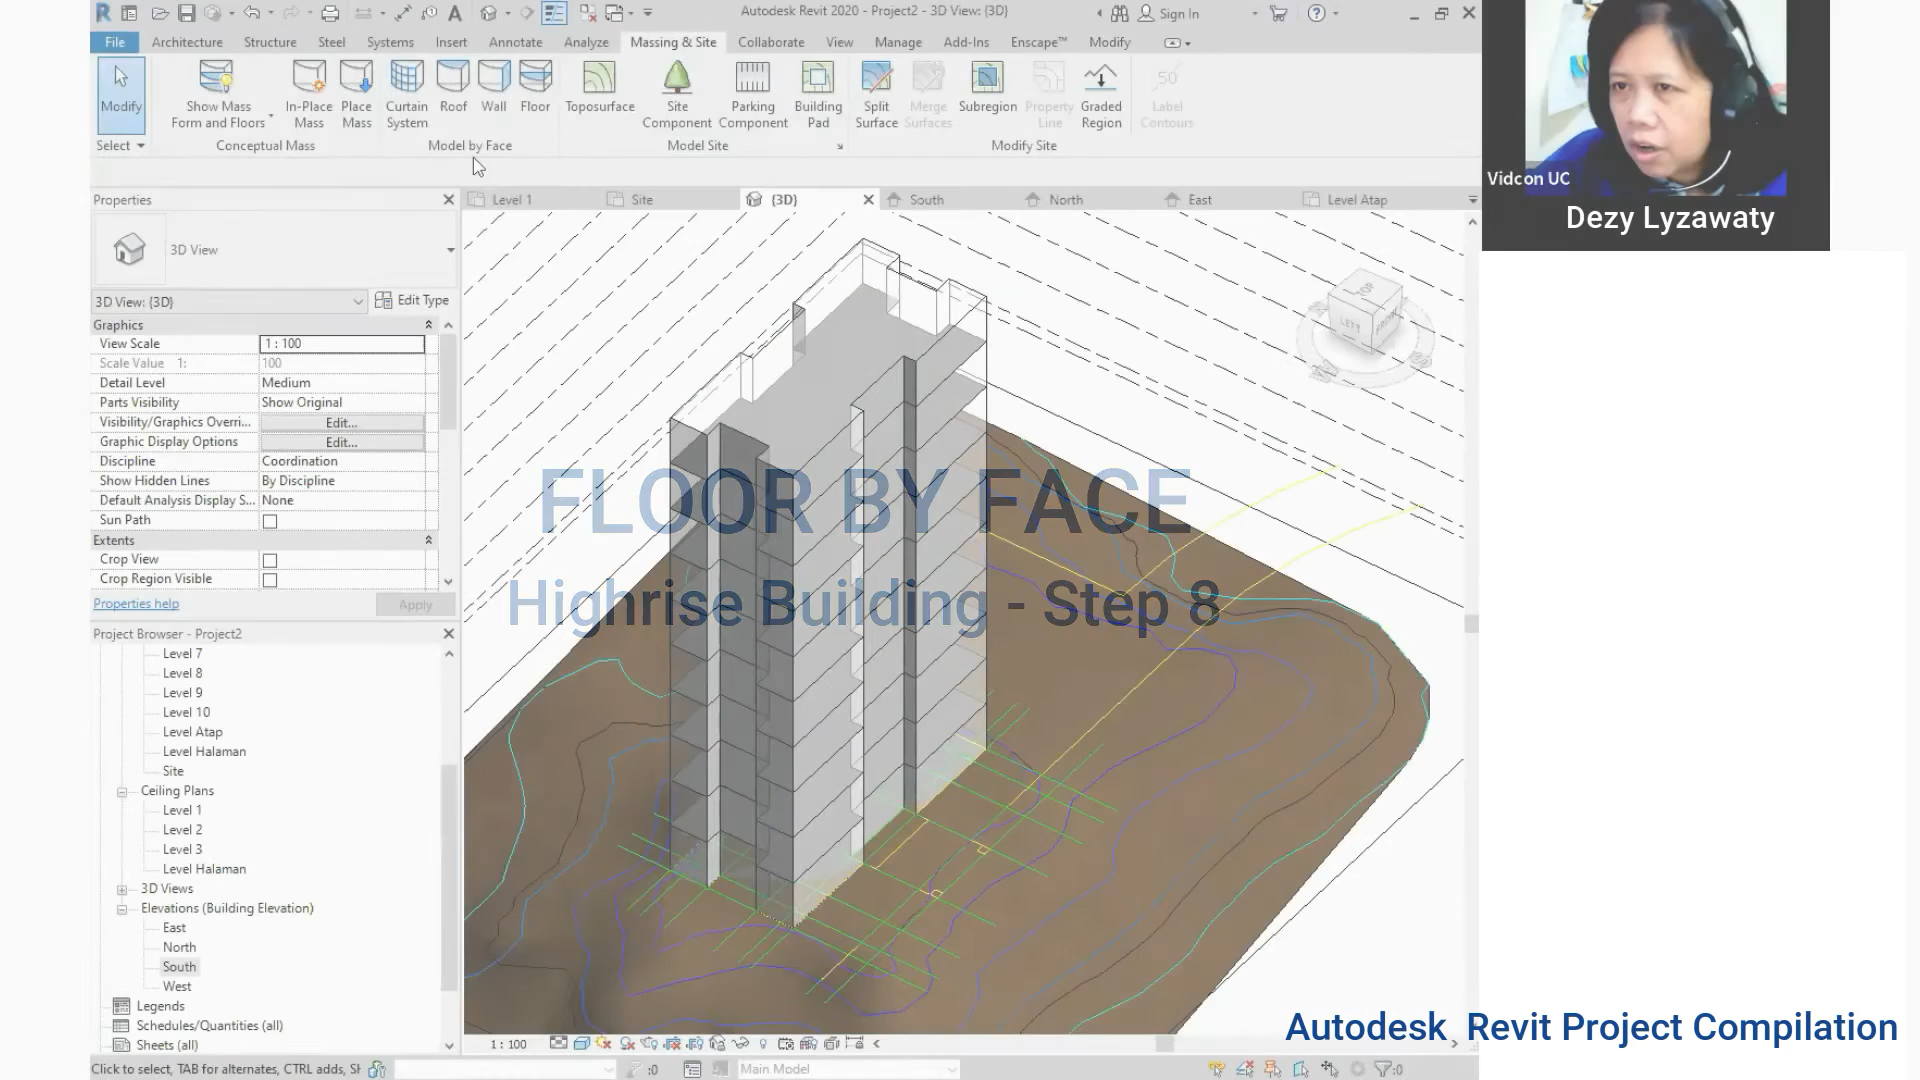 Autodesk Revit 2020 - Project2 - 3D View: {3D}
Sign In
File Architecture Structure Steel Systems Insert Annotate Analyze Massing & Site Collaborate View Manage Add-Ins Enscape™ Modify
Modify
Show Mass
Form and Floors
In-Place
Mass
Place
Mass
Curtain
System
Roof
Wall
Floor
Toposurface
Site
Component
Parking
Component
Building
Pad
Split
Surface
Merge
Surfaces
Subregion
Property
Line
Graded
Region
50
Label
Contours
Select
Conceptual Mass
Model by Face
Model Site
Modify Site
Vidcon UC
Dezy Lyzawaty
Properties
Level 1
Site
{3D}
South
North
East
Level Atap
3D View
3D View: {3D}
Edit Type
Graphics
View Scale 1 : 100
Scale Value 1: 100
Detail Level Medium
Parts Visibility Show Original
Visibility/Graphics Overri... Edit...
Graphic Display Options Edit...
Discipline Coordination
Show Hidden Lines By Discipline
Default Analysis Display S... None
Sun Path
Extents
Crop View
Crop Region Visible
Properties help
Apply
TOP
LEFT
FLOOR BY FACE
Highrise Building - Step 8
Project Browser - Project2
Level 7
Level 8
Level 9
Level 10
Level Atap
Level Halaman
Site
Ceiling Plans
Level 1
Level 2
Level 3
Level Halaman
3D Views
Elevations (Building Elevation)
East
North
South
West
Legends
Schedules/Quantities (all)
Sheets (all)
1 : 100
Autodesk Revit Project Compilation
Click to select, TAB for alternates, CTRL adds, SH
:0
Main Model
:0